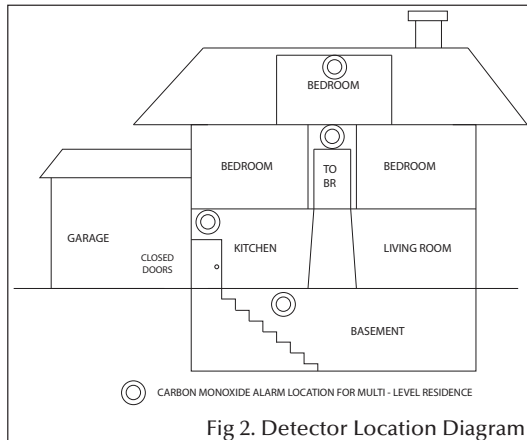 BEDROOM
BEDROOM
TO
BR
BEDROOM
GARAGE
CLOSED
DOORS
KITCHEN
LIVING ROOM
BASEMENT
CARBON MONOXIDE ALARM LOCATION FOR MULTI - LEVEL RESIDENCE
Fig 2. Detector Location Diagram